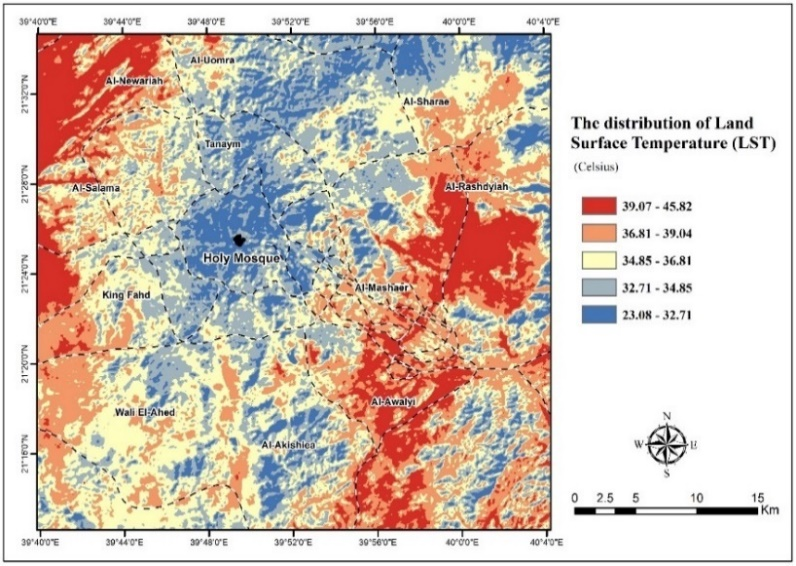 39°40'0"E 39°44'0"E 39°48'0"E 39°52'0"E 39°56'0"E 40°0'0"E 40°4'0"E
21°32'0"N
21°28'0"N
21°24'0"N
21°20'0"N
21°16'0"N
Al-Uomra
Al-Newariah
Al-Sharae
Tanaym
Al-Salama
Al-Rashdyiah
Holy Mosque
Al-Mashaer
King Fahd
Al-Awalyi
Wali El-Ahed
Al-Akishiea
39°40'0"E 39°44'0"E 39°48'0"E 39°52'0"E 39°56'0"E 40°0'0"E 40°4'0"E
The distribution of Land
Surface Temperature (LST)
(Celsius)
39.07 - 45.82
36.81 - 39.04
34.85 - 36.81
32.71 - 34.85
23.08 - 32.71
N
W E
S
0 2.5 5 10 15
Km